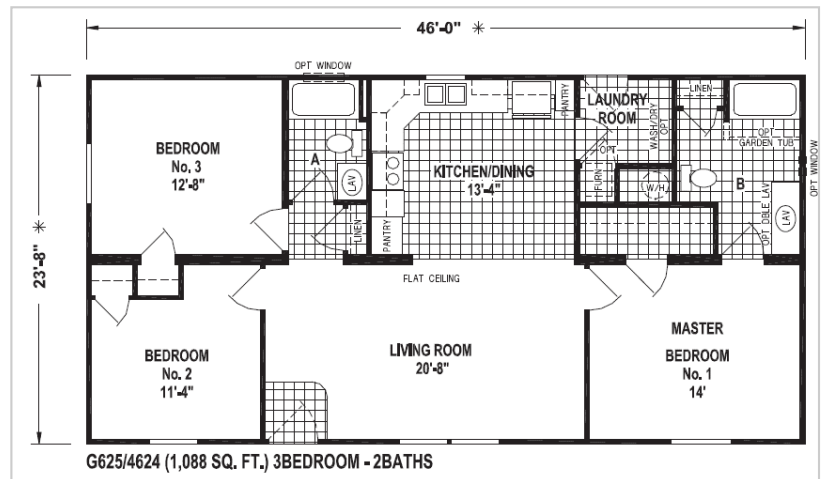 46'-0" ✳
OPT WINDOW
23'-8" ✳
BEDROOM
No. 3
12'-8"
A
LAV
LINEN
KITCHEN/DINING
13'-4"
PANTRY
PANTRY
LAUNDRY
ROOM
WASH/DRY
OPT
OPT
FURN
W/H
LINEN
OPT
GARDEN TUB
B
OPT DBLE LAV
LAV
OPT WINDOW
FLAT CEILING
BEDROOM
No. 2
11'-4"
LIVING ROOM
20'-8"
MASTER
BEDROOM
No. 1
14'
G625/4624 (1,088 SQ. FT.) 3BEDROOM - 2BATHS